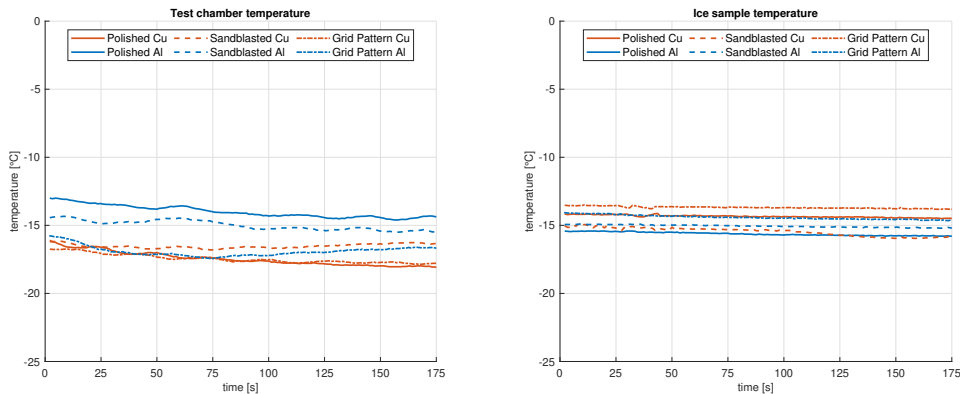 Test chamber temperature
0
Polished Cu Sandblasted Cu Grid Pattern Cu
Polished Al Sandblasted Al Grid Pattern Al
-5
-10
-15
-20
-25
temperature [°C]
0 25 50 75 100 125 150 175
time [s]
Ice sample temperature
0
Polished Cu Sandblasted Cu Grid Pattern Cu
Polished Al Sandblasted Al Grid Pattern Al
-5
-10
-15
-20
-25
temperature [°C]
0 25 50 75 100 125 150 175
time [s]